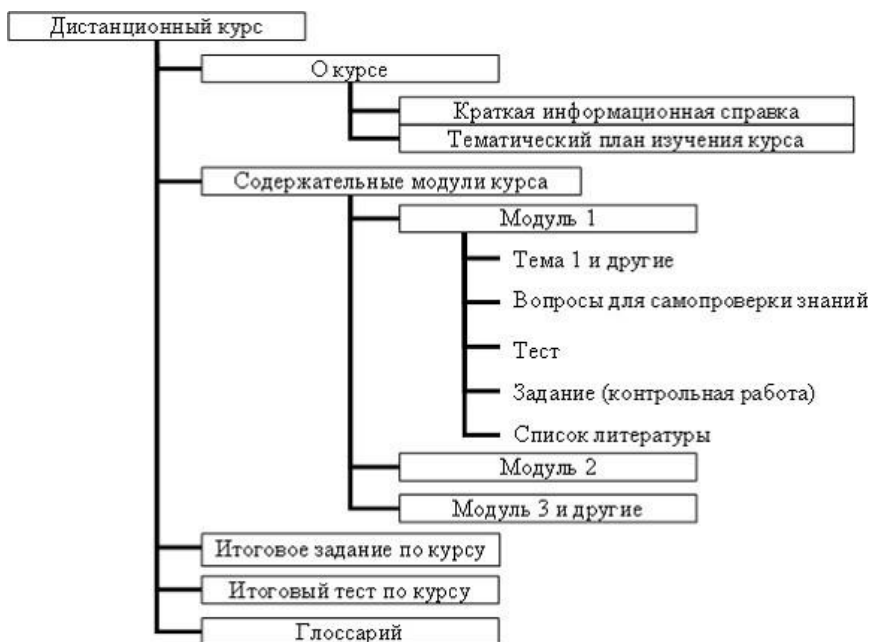 Дистанционный курс
О курсе
Краткая информационная справка
Тематический план изучения курса
Содержательные модули курса
Модуль 1
Тема 1 и другие
Вопросы для самопроверки знаний
Тест
Задание (контрольная работа)
Список литературы
Модуль 2
Модуль 3 и другие
Итоговое задание по курсу
Итоговый тест по курсу
Глоссарий